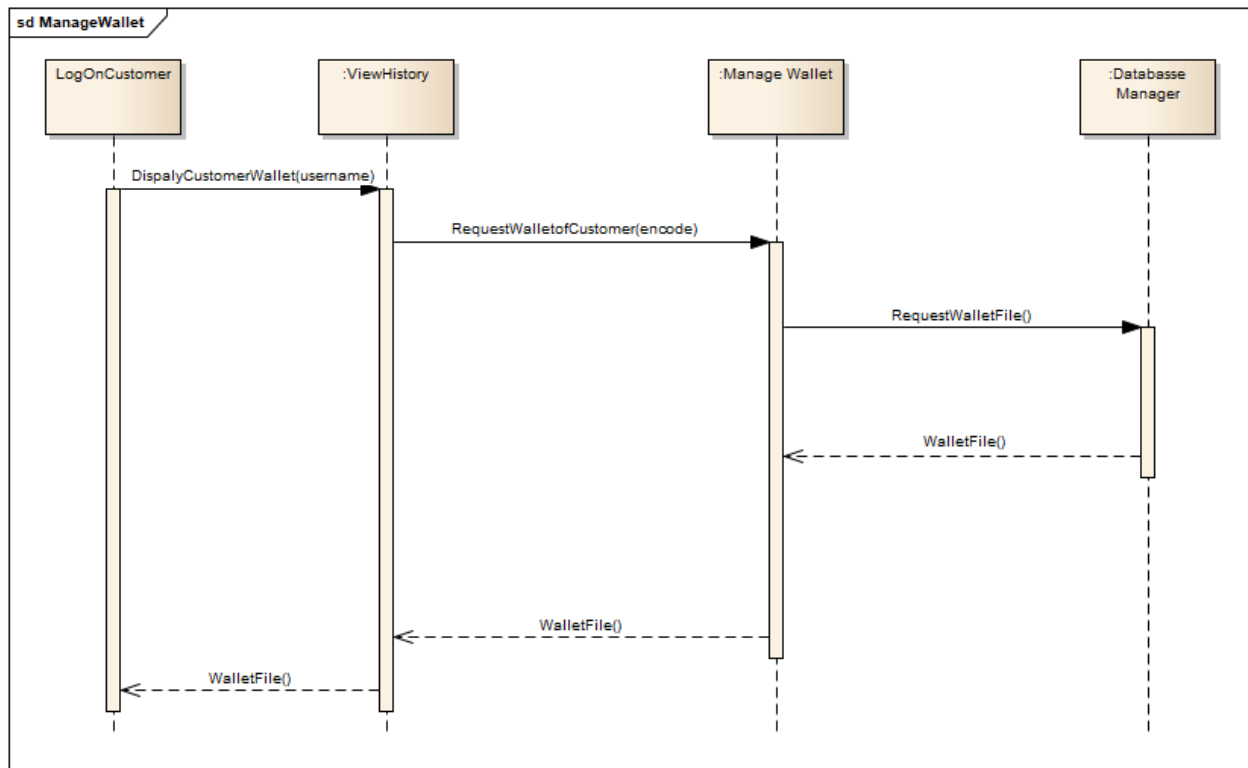 sd ManageWallet
LogOnCustomer
:ViewHistory
:Manage Wallet
:Databasse
Manager
DispalyCustomerWallet(username)
RequestWalletofCustomer(encode)
RequestWalletFile()
WalletFile()
WalletFile()
WalletFile()